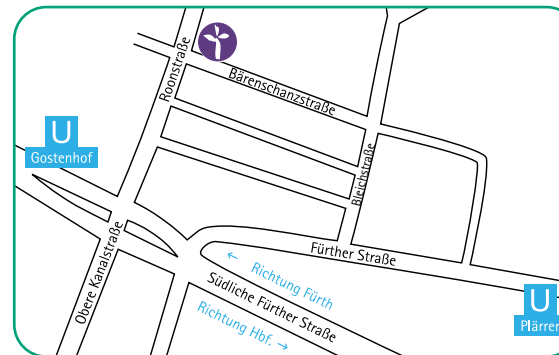 Roonstraße
Bärenschanzstraße
U
Gostenhof
Bleichstraße
Obere Kanalstraße
Fürther Straße
← Richtung Fürth
Südliche Fürther Straße
Richtung Hbf. →
U
Plärrer